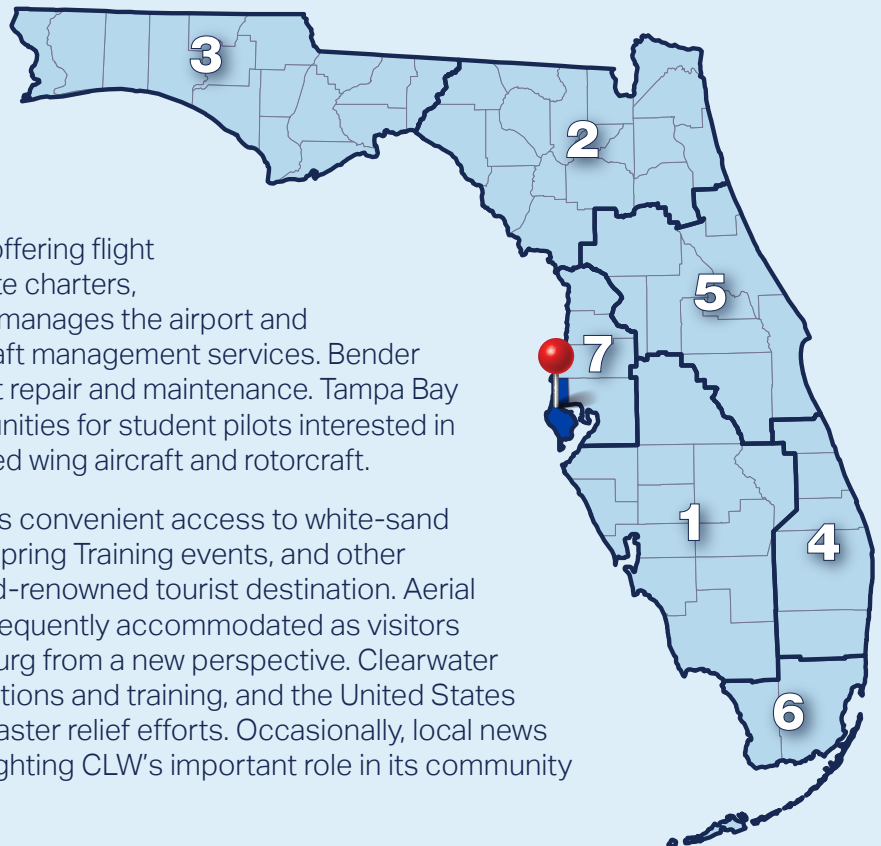 3
2
5
7
1
4
6
offering flight
te charters,
manages the airport and
aft management services. Bender
t repair and maintenance. Tampa Bay
unities for student pilots interested in
ed wing aircraft and rotorcraft.
s convenient access to white-sand
pring Training events, and other
d-renowned tourist destination. Aerial
equently accommodated as visitors
urg from a new perspective. Clearwater
tions and training, and the United States
aster relief efforts. Occasionally, local news
ghting CLW’s important role in its community